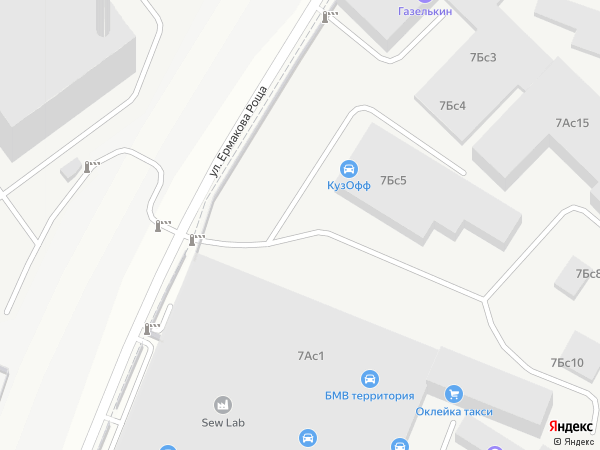 Газелькин
7Бс3
7Бс4
7Ас15
ул. Ермакова Роща
КузОфф
7Бс5
7Бс8
7Ас1
7Бс10
БМВ территория
Оклейка такси
Sew Lab
Яндекс
© Яндекс